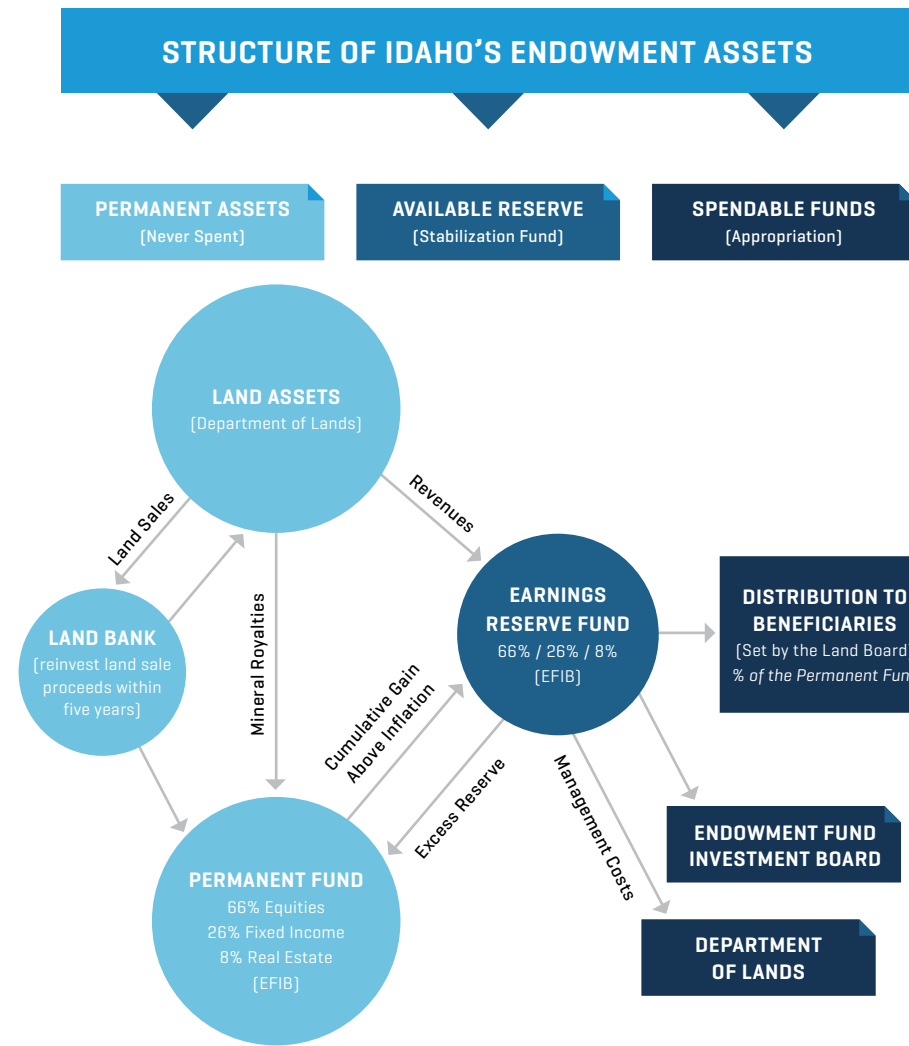 STRUCTURE OF IDAHO'S ENDOWMENT ASSETS
PERMANENT ASSETS
(Never Spent)
AVAILABLE RESERVE
(Stabilization Fund)
SPENDABLE FUNDS
(Appropriation)
LAND ASSETS
(Department of Lands)
Land Sales
Revenues
LAND BANK
(reinvest land sale
proceeds within
five years)
Mineral Royalties
EARNINGS
RESERVE FUND
66% / 26% / 8%
(EFIB)
DISTRIBUTION TO
BENEFICIARIES
(Set by the Land Board)
% of the Permanent
Cumulative Gain
Above Inflation
Excess Reserve
Management Costs
PERMANENT FUND
66% Equities
26% Fixed Income
8% Real Estate
(EFIB)
ENDOWMENT FUND
INVESTMENT BOARD
DEPARTMENT
OF LANDS